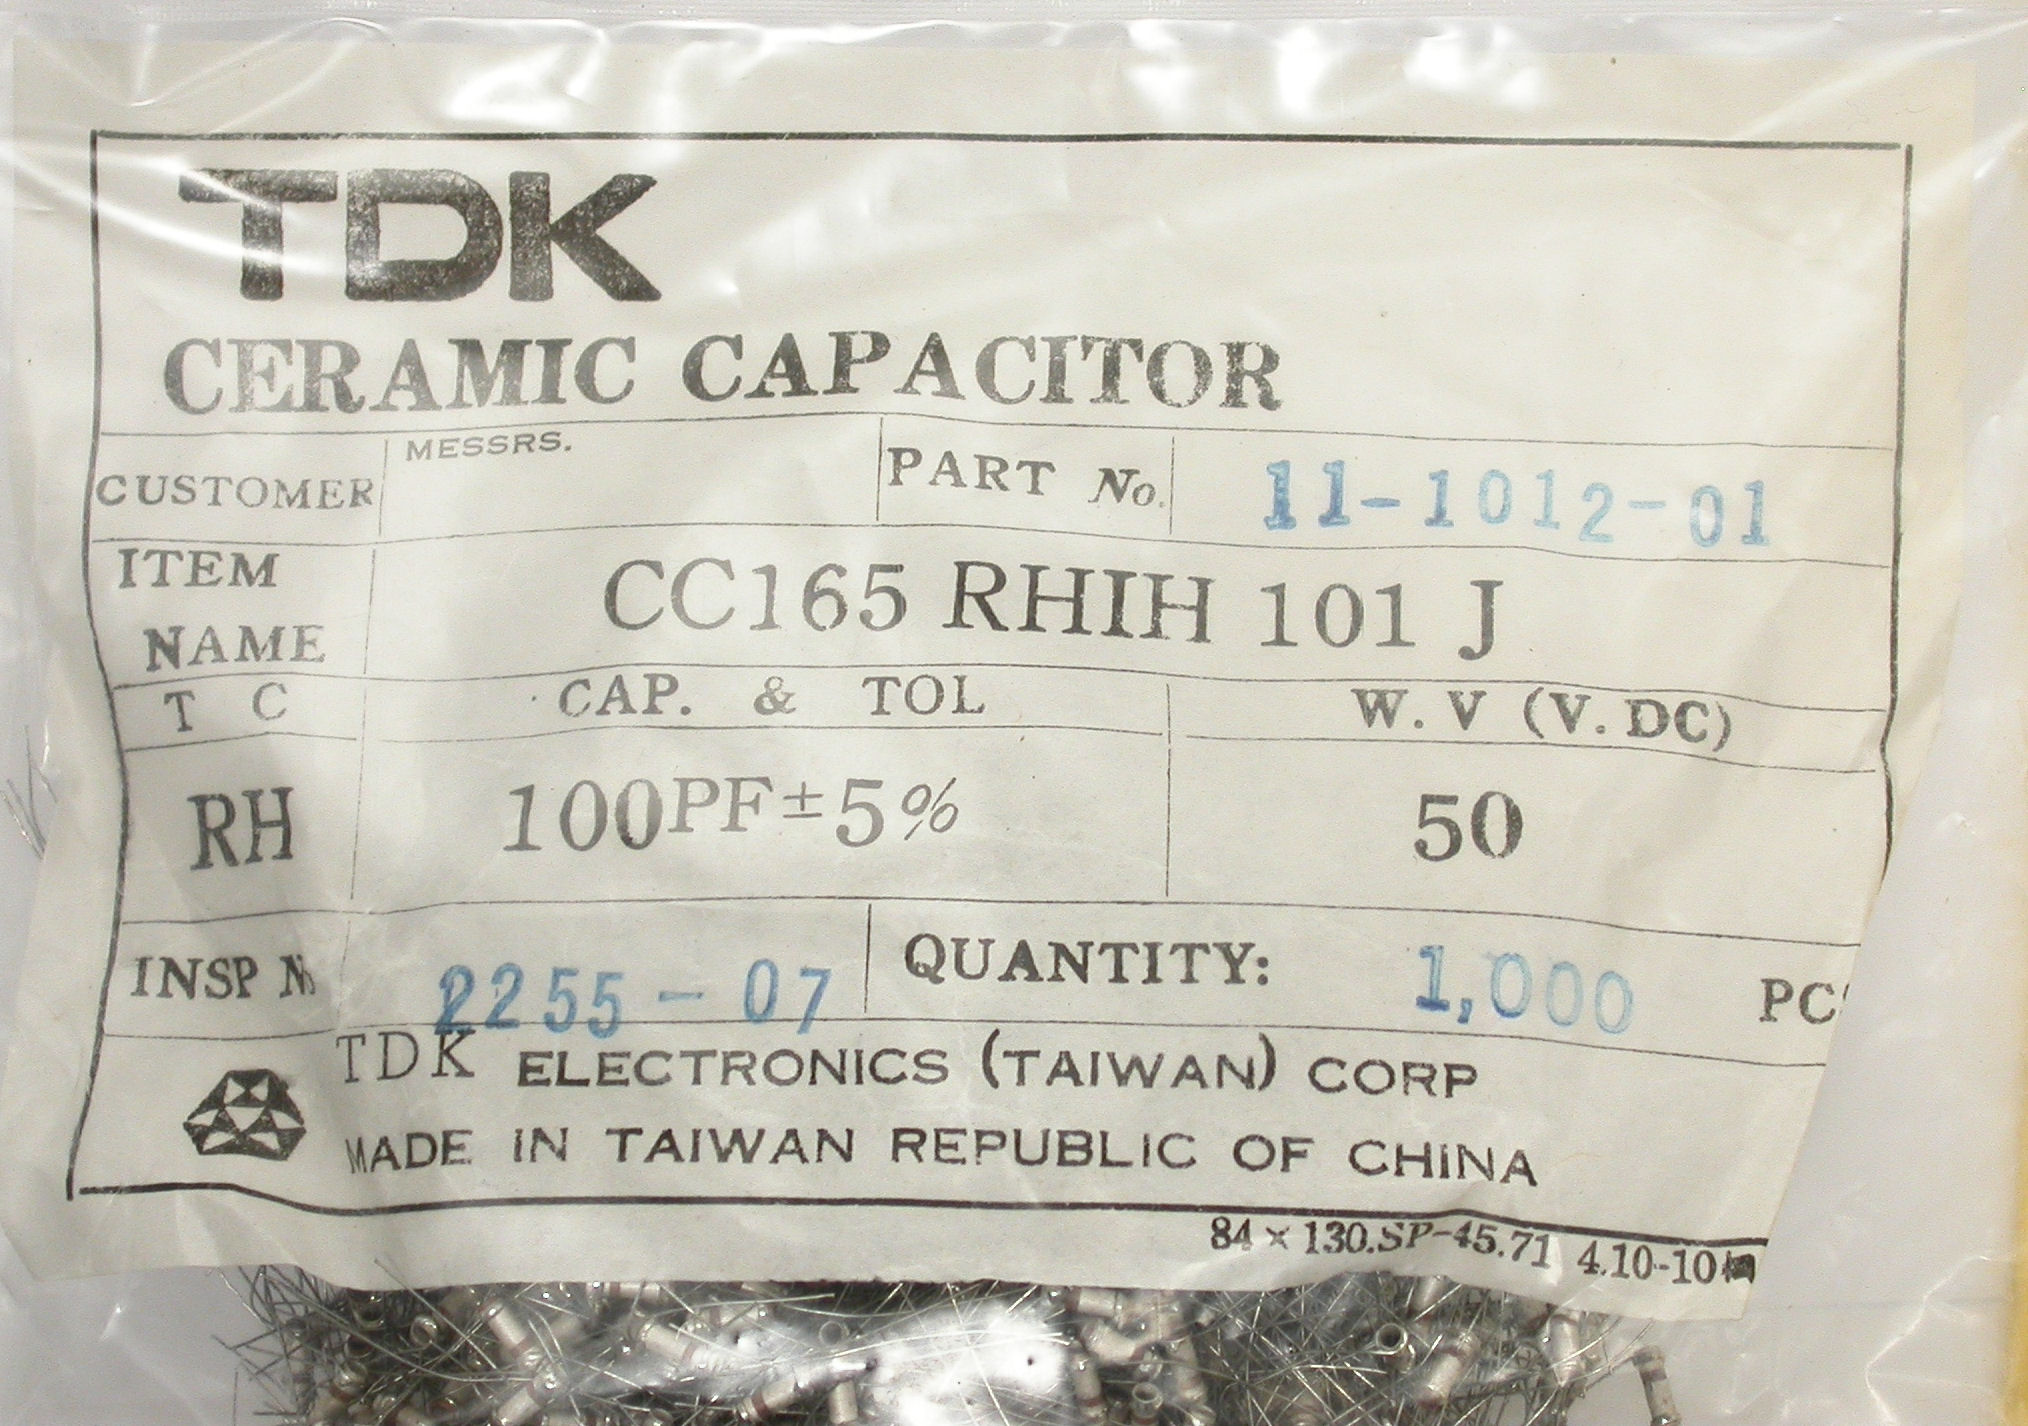 TDK
CERAMIC CAPACITOR
CUSTOMER MESSRS. PART No. 11-1012-01
ITEM NAME CC165 RHIH 101 J
T C CAP. & TOL W.V (V.DC)
RH 100PF±5% 50
INSP 2255-07 QUANTITY: 1,000 PC
TDK ELECTRONICS (TAIWAN) CORP
MADE IN TAIWAN REPUBLIC OF CHINA
84×130.SP-45.71 4.10-10